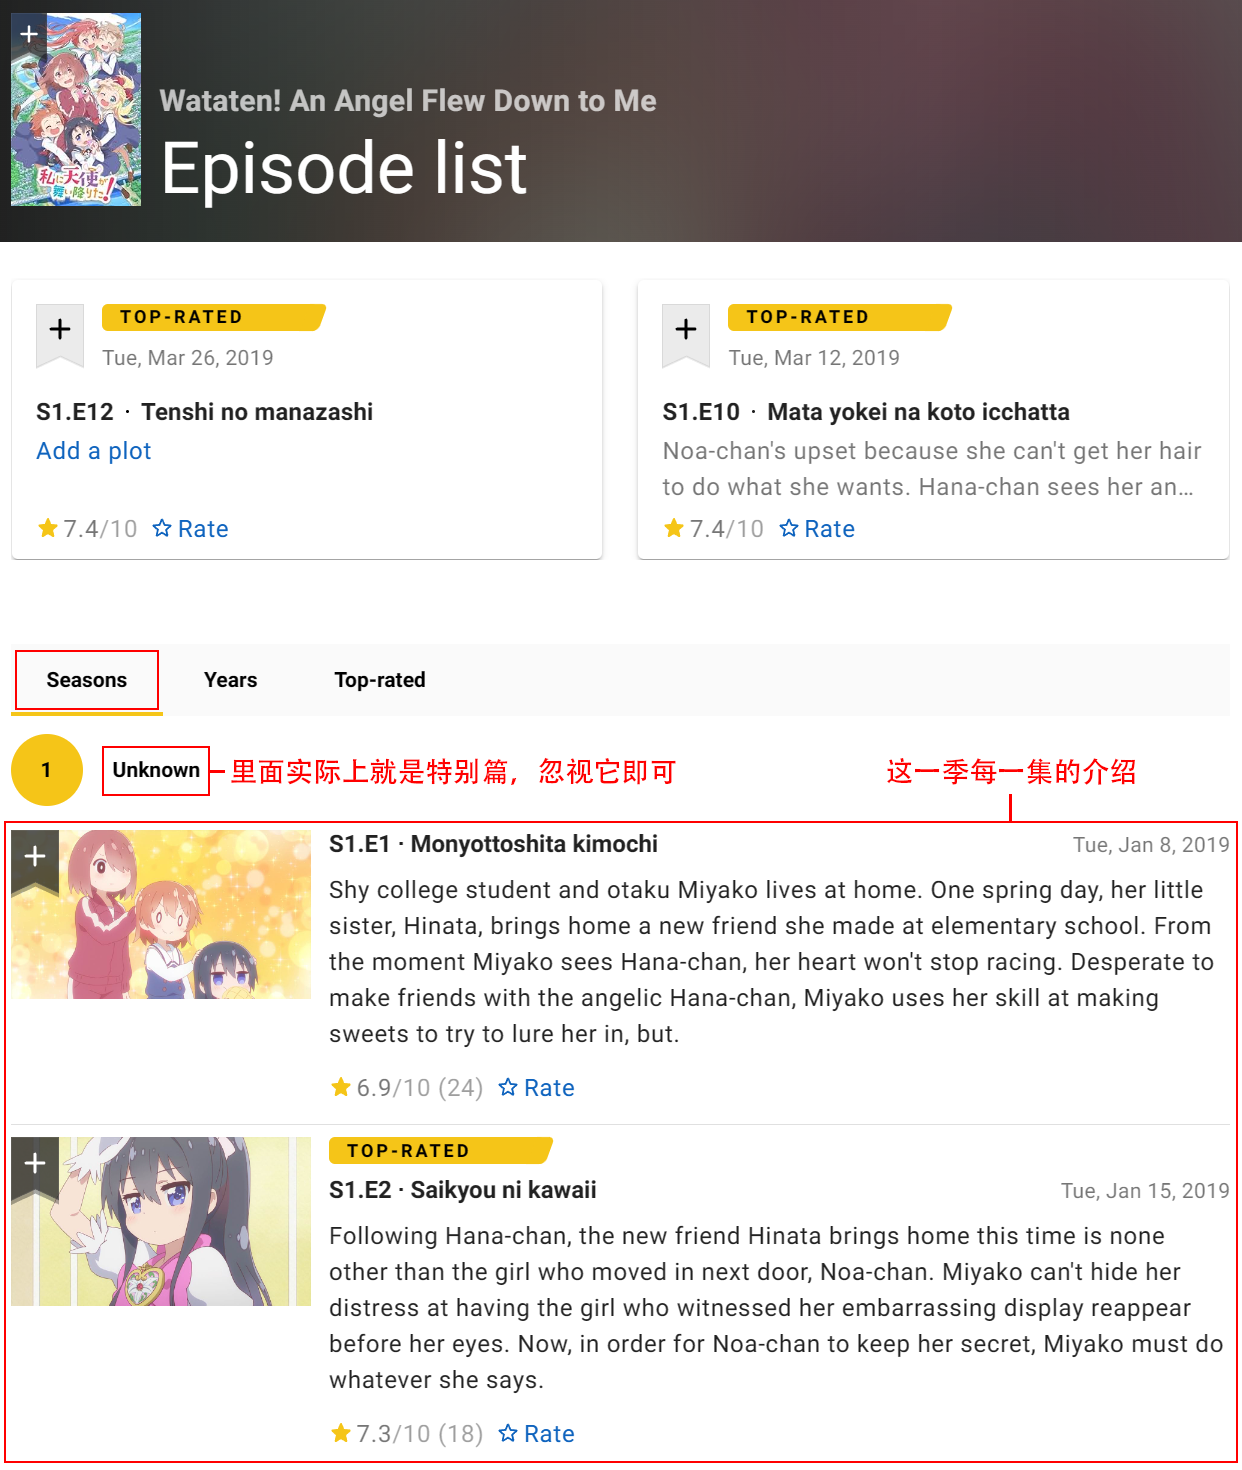 私に天使が
舞い降りた!
Wataten! An Angel Flew Down to Me
Episode list
TOP-RATED
Tue, Mar 26, 2019
S1.E12 · Tenshi no manazashi
Add a plot
7.4/10 Rate
TOP-RATED
Tue, Mar 12, 2019
S1.E10 · Mata yokei na koto icchatta
Noa-chan's upset because she can't get her hair
to do what she wants. Hana-chan sees her an...
7.4/10 Rate
Seasons Years Top-rated
1 Unknown 里面实际上就是特别篇，忽视它即可 这一季每一集的介绍
S1.E1 · Monyottoshita kimochi Tue, Jan 8, 2019
Shy college student and otaku Miyako lives at home. One spring day, her little
sister, Hinata, brings home a new friend she made at elementary school. From
the moment Miyako sees Hana-chan, her heart won't stop racing. Desperate to
make friends with the angelic Hana-chan, Miyako uses her skill at making
sweets to try to lure her in, but.
6.9/10 (24) Rate
TOP-RATED
S1.E2 · Saikyou ni kawaii Tue, Jan 15, 2019
Following Hana-chan, the new friend Hinata brings home this time is none
other than the girl who moved in next door, Noa-chan. Miyako can't hide her
distress at having the girl who witnessed her embarrassing display reappear
before her eyes. Now, in order for Noa-chan to keep her secret, Miyako must do
whatever she says.
7.3/10 (18) Rate